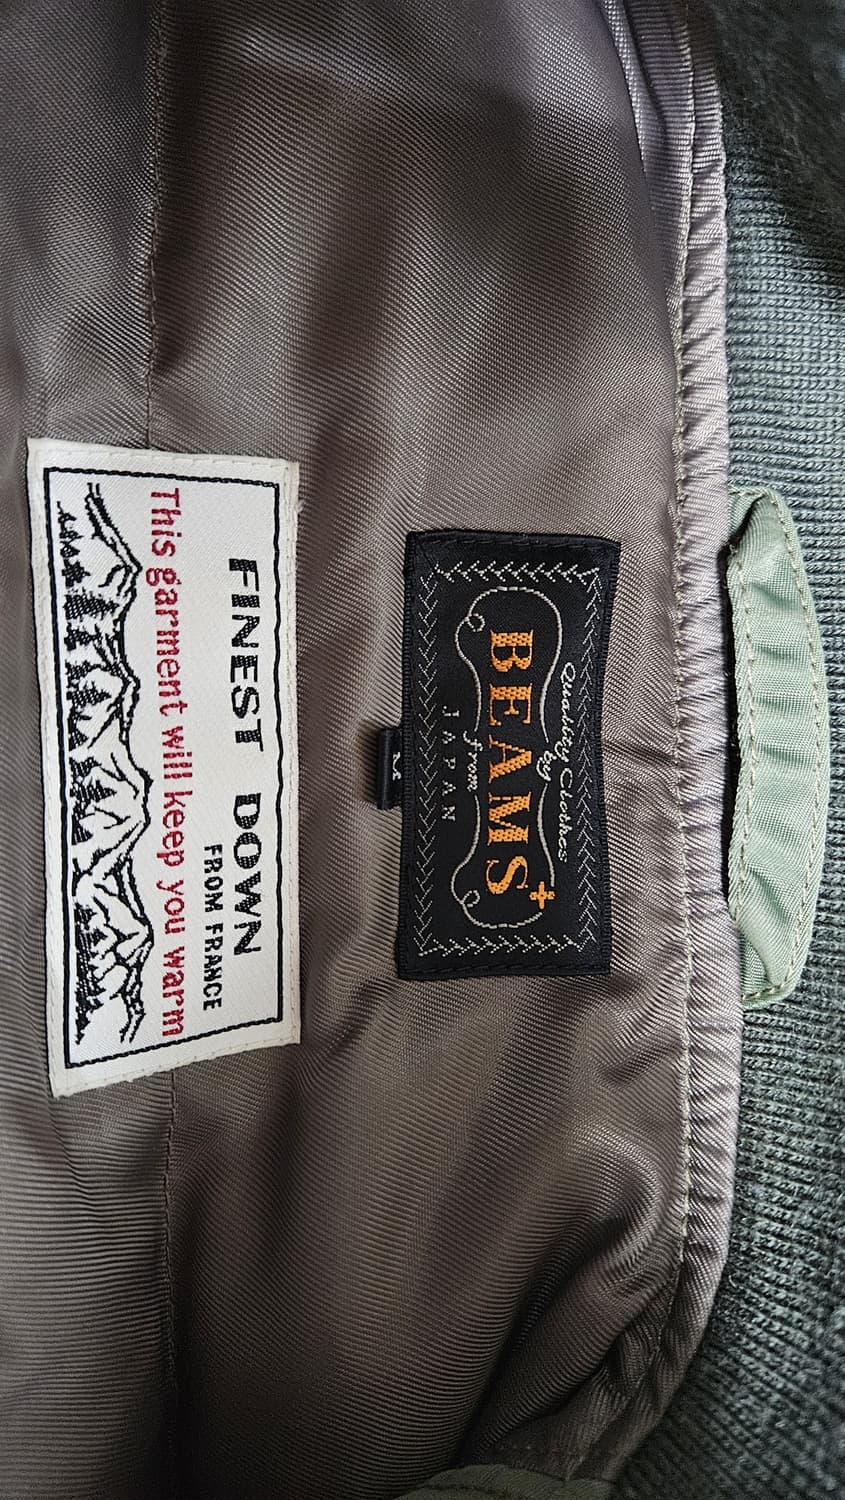 Quality Clothes
by
BEAMS+
from
JAPAN
M
FINEST DOWN
FROM FRANCE
This garment will keep you warm